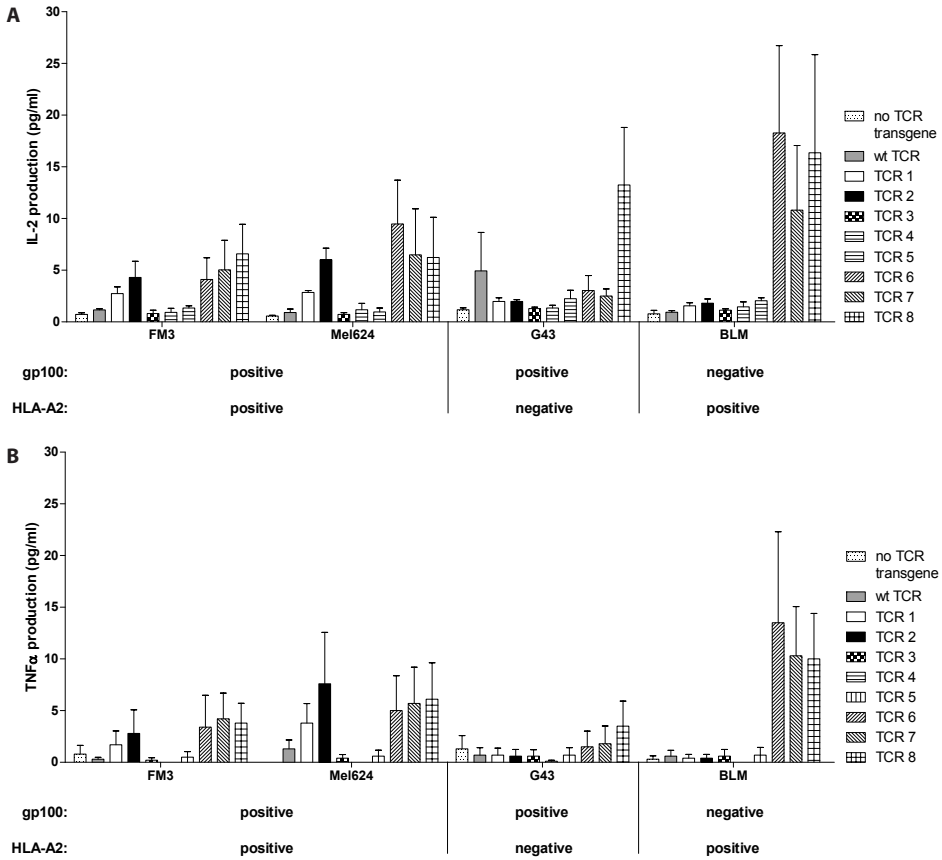 A
30
25
20
15
10
5
0
IL-2 production (pg/ml)
FM3 Mel624 G43 BLM
gp100: positive positive negative
HLA-A2: positive negative positive
no TCR
transgene
wt TCR
TCR 1
TCR 2
TCR 3
TCR 4
TCR 5
TCR 6
TCR 7
TCR 8
B
30
25
20
15
10
5
0
TNFα production (pg/ml)
FM3 Mel624 G43 BLM
gp100: positive positive negative
HLA-A2: positive negative positive
no TCR
transgene
wt TCR
TCR 1
TCR 2
TCR 3
TCR 4
TCR 5
TCR 6
TCR 7
TCR 8